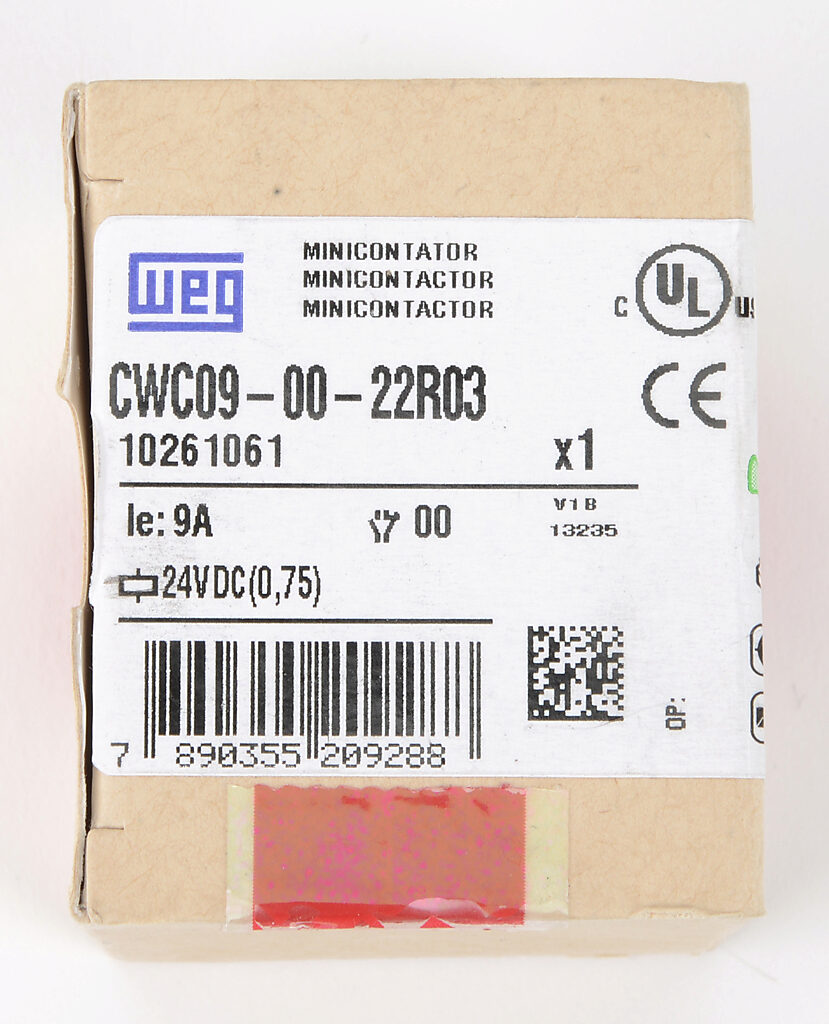 weg
MINICONTATOR
MINICONTACTOR
MINICONTACTOR
C UL US
CWC09-00-22R03
CE
10261061
x1
Ie: 9A
00
V18
13235
24VDC(0,75)
OP:
7 890355 209288